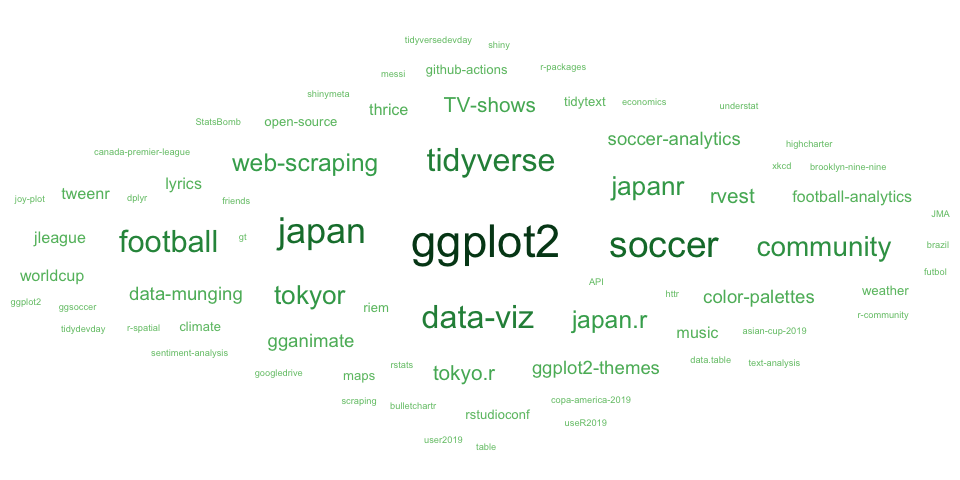 tidyversedevday
shiny
messi
github-actions
r-packages
shinymeta
thrice
TV-shows
tidytext
economics
understat
StatsBomb
open-source
soccer-analytics
highcharter
canada-premier-league
web-scraping
tidyverse
xkcd
brooklyn-nine-nine
joy-plot
tweenr
dplyr
lyrics
friends
japanr
rvest
football-analytics
JMA
jleague
football
gt
japan
ggplot2
soccer
community
brazil
worldcup
futbol
API
ggplot2
ggsoccer
data-munging
tokyor
riem
httr
color-palettes
weather
r-community
tidydevday
r-spatial
climate
data-viz
japan.r
music
asian-cup-2019
sentiment-analysis
gganimate
googledrive
maps
rstats
tokyo.r
ggplot2-themes
data.table
text-analysis
scraping
bulletchartr
rstudioconf
copa-america-2019
useR2019
user2019
table